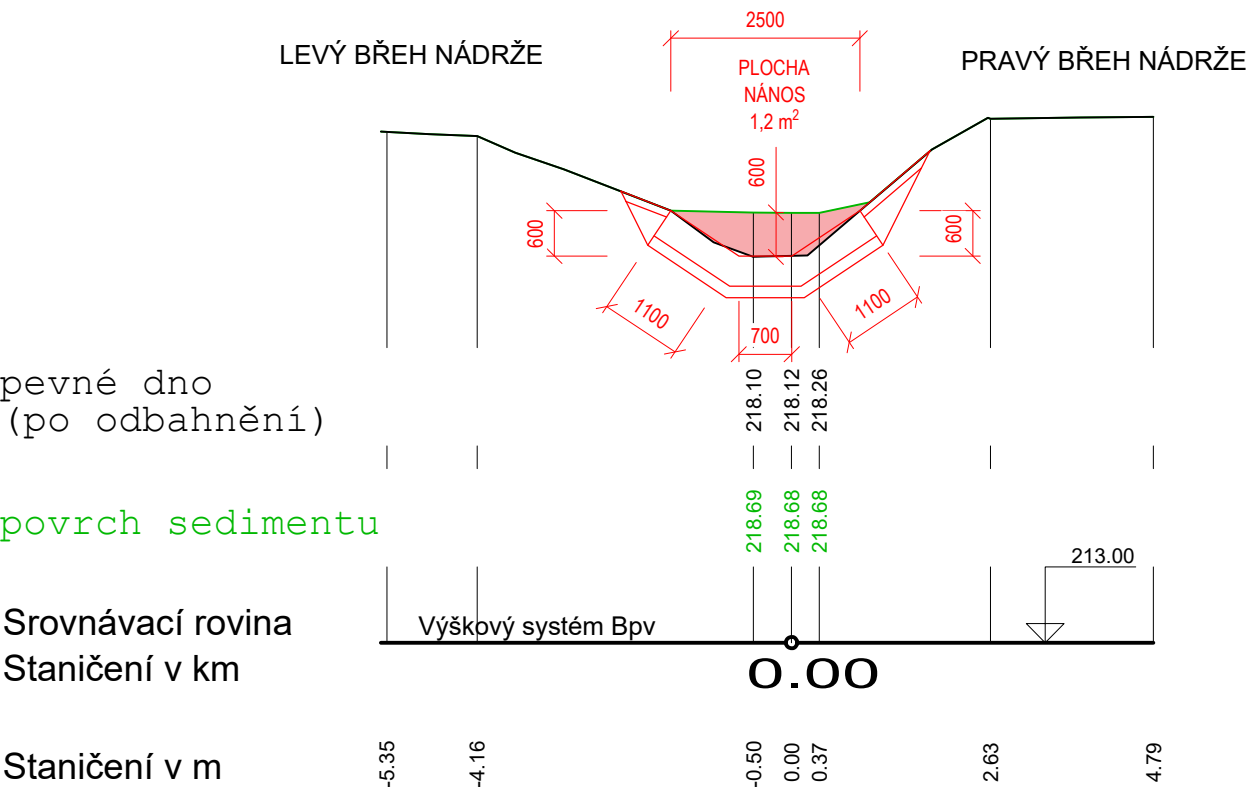 2500
LEVÝ BŘEH NÁDRŽE
PRAVÝ BŘEH NÁDRŽE
PLOCHA
NÁNOS
1,2 m²
600
600
600
1100
700
1100
pevné dno
(po odbahnění)
218.10
218.12
218.26
povrch sedimentu
218.69
218.68
218.68
213.00
Srovnávací rovina
Výškový systém Bpv
Staničení v km
0.00
Staničení v m
-5.35
-4.16
-0.50
0.00
0.37
2.63
4.79